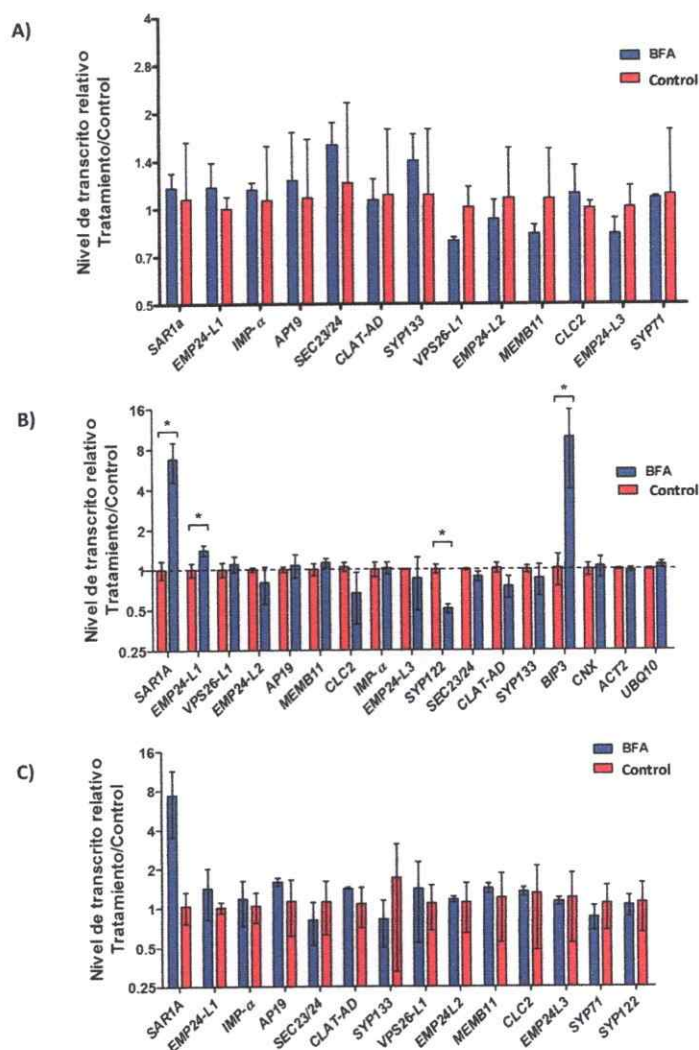 A)
Nivel de transcrito relativo
Tratamiento/Control
4
2.8
2
1.4
1
0.7
0.5
BFA
Control
SAR1a
EMP24-L1
IMP-α
AP19
SEC23/24
CLAT-AD
SYP133
VPS26-L1
EMP24-L2
MEMB11
CLC2
EMP24-L3
SYP71
B)
Nivel de transcrito relativo
Tratamiento/Control
16
8
4
2
1
0.5
0.25
*
*
*
*
BFA
Control
SAR1A
EMP24-L1
VPS26-L1
EMP24-L2
AP19
MEMB11
CLC2
IMP-α
EMP24-L3
SYP122
SEC23/24
CLAT-AD
SYP133
BIP3
CNX
ACT2
UBQ10
C)
Nivel de transcrito relativo
Tratamiento/Control
16
8
4
2
1
0.5
0.25
BFA
Control
SAR1A
EMP24-L1
IMP-α
AP19
SEC23/24
CLAT-AD
SYP133
VPS26-L1
EMP24L2
MEMB11
CLC2
EMP24L3
SYP71
SYP122